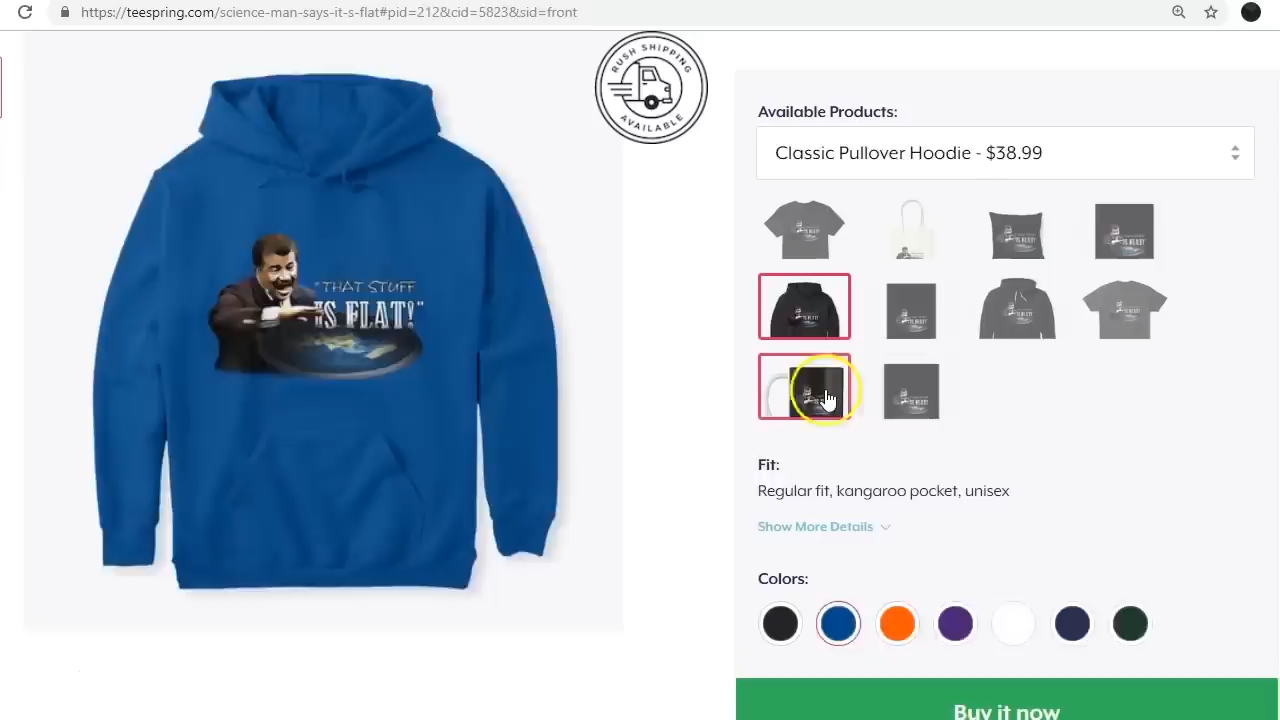 https://teespring.com/science-man-says-it-s-flat#pid=212&cid=5823&sid=front
RUSH SHIPPING
AVAILABLE
"THAT STUFF
IS FLAT!"
Available Products:
Classic Pullover Hoodie - $38.99
Fit:
Regular fit, kangaroo pocket, unisex
Show More Details
Colors:
Buy it now